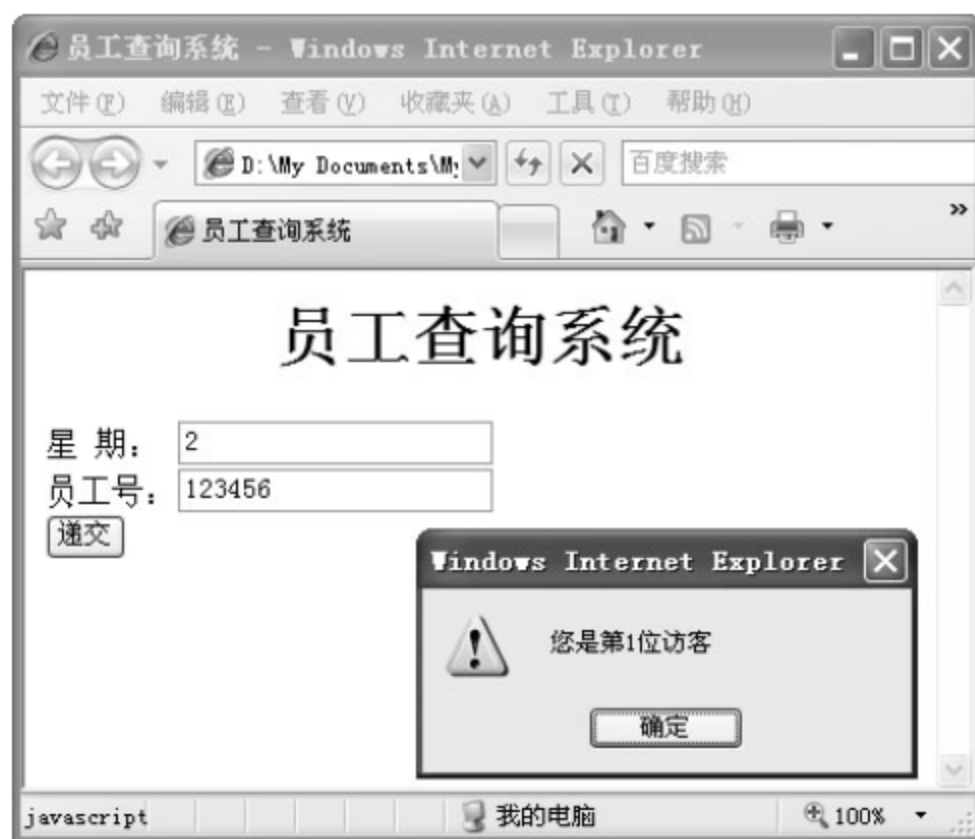 员工查询系统 - Windows Internet Explorer
文件(F) 编辑(E) 查看(V) 收藏夹(A) 工具(T) 帮助(H)
D:\My Documents\My 百度搜索
员工查询系统 »
员工查询系统
星 期： 2
员工号： 123456
递交
Windows Internet Explorer
您是第1位访客
确定
javascript 我的电脑 100%